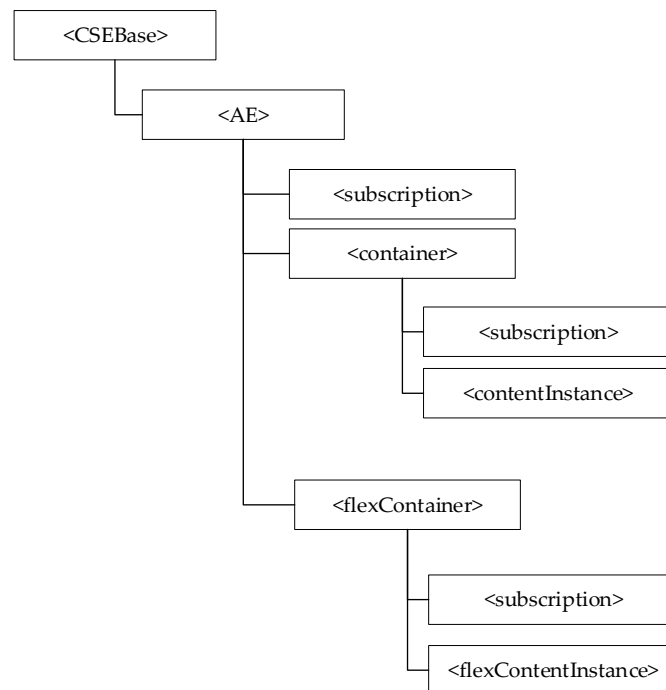 <CSEBase>
<AE>
<subscription>
<container>
<subscription>
<contentInstance>
<flexContainer>
<subscription>
<flexContentInstance>